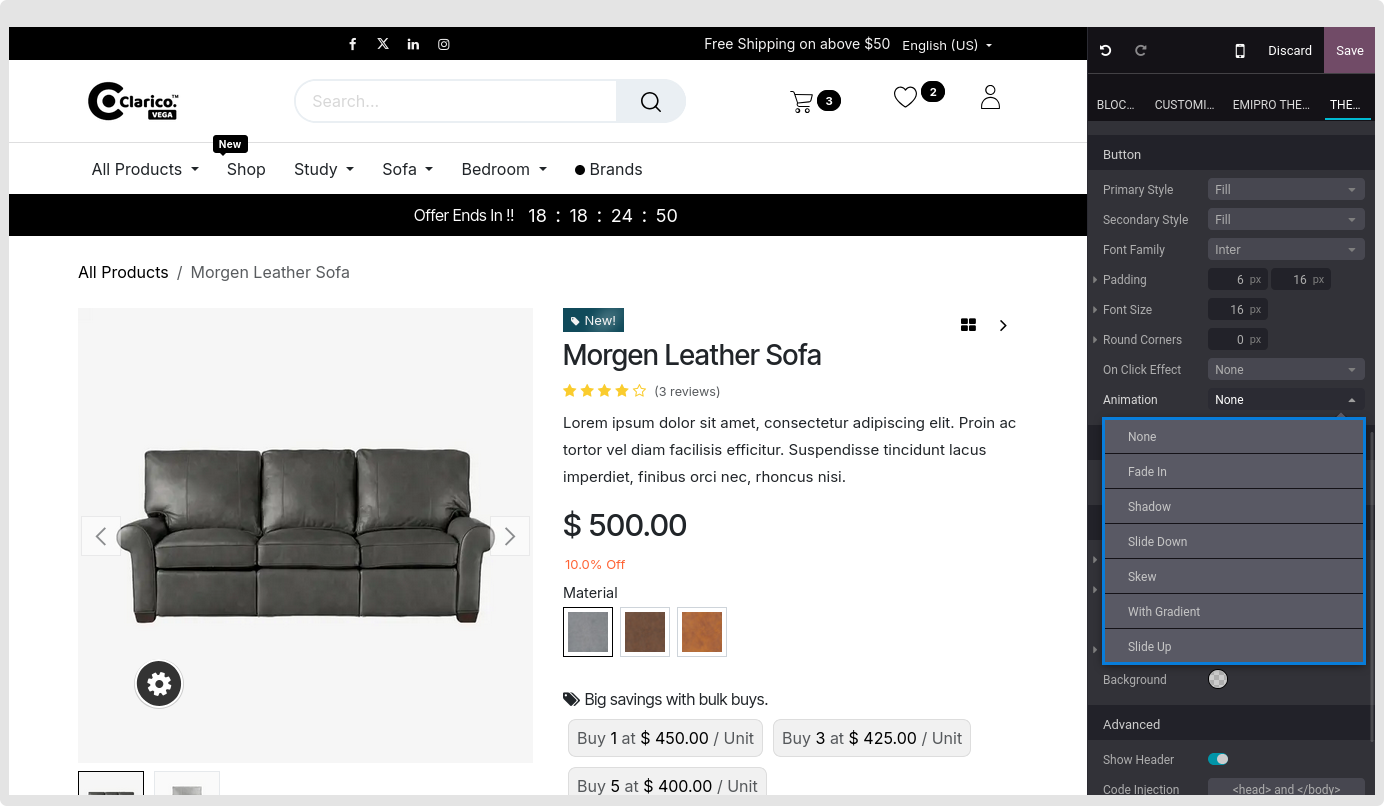 Free Shipping on above $50 English (US)
Discard Save
Clarico.™
VEGA
Search...
3
2
BLOC... CUSTOMI... EMIPRO THE... THE...
New
All Products Shop Study Sofa Bedroom Brands
Offer Ends In !! 18 : 18 : 24 : 50
All Products / Morgen Leather Sofa
New!
Morgen Leather Sofa
(3 reviews)
Lorem ipsum dolor sit amet, consectetur adipiscing elit. Proin ac
tortor vel diam facilisis efficitur. Suspendisse tincidunt lacus
imperdiet, finibus orci nec, rhoncus nisi.
$ 500.00
10.0% Off
Material
Big savings with bulk buys.
Buy 1 at $ 450.00 / Unit
Buy 3 at $ 425.00 / Unit
Buy 5 at $ 400.00 / Unit
Button
Primary Style Fill
Secondary Style Fill
Font Family Inter
Padding 6 px 16 px
Font Size 16 px
Round Corners 0 px
On Click Effect None
Animation None
None
Fade In
Shadow
Slide Down
Skew
With Gradient
Slide Up
Background
Advanced
Show Header
Code Injection <head> and </body>